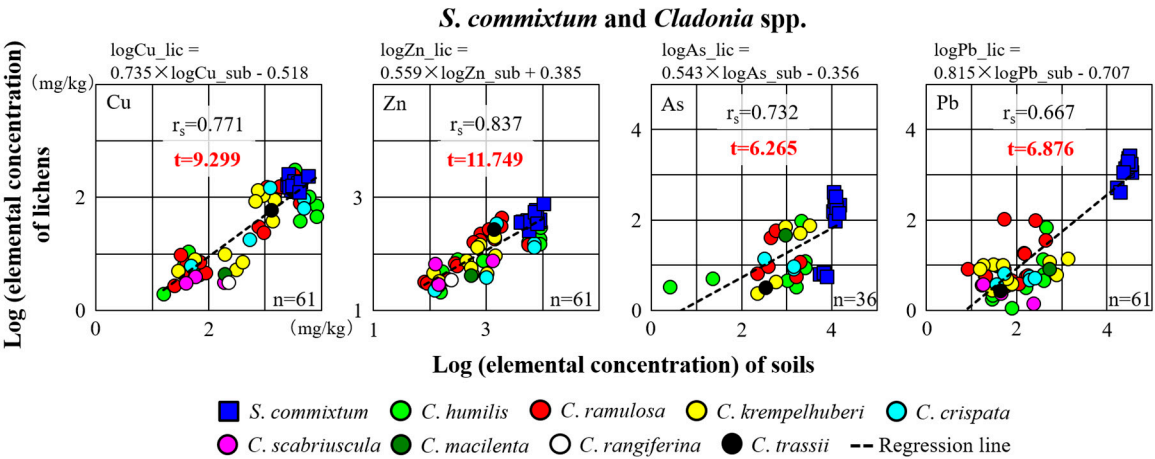 S. commixtum and Cladonia spp.
logCu_lic =
0.735×logCu_sub - 0.518
logZn_lic =
0.559×logZn_sub + 0.385
logAs_lic =
0.543×logAs_sub - 0.356
logPb_lic =
0.815×logPb_sub - 0.707
Log (elemental concentration)
of lichens
(mg/kg)
Cu
rs=0.771
t=9.299
2
0
n=61
0
2
(mg/kg)
Zn
rs=0.837
t=11.749
3
1
n=61
1
3
As
rs=0.732
t=6.265
4
2
0
n=36
0
2
4
Pb
rs=0.667
t=6.876
4
2
0
n=61
0
2
4
Log (elemental concentration) of soils
S. commixtum C. humilis C. ramulosa C. krempelhuberi C. crispata
C. scabriuscula C. macilenta C. rangiferina C. trassii Regression line